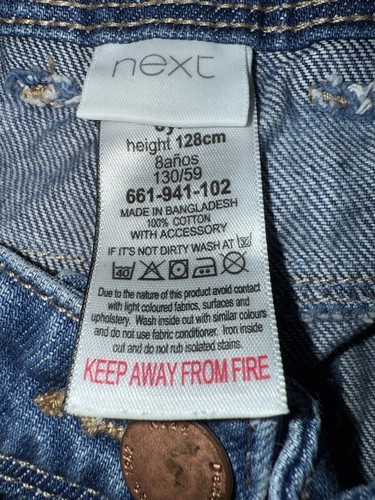 next
height 128cm
8años
130/59
661-941-102
MADE IN BANGLADESH
100% COTTON
WITH ACCESSORY
IF IT'S NOT DIRTY WASH AT 30
40
Due to the nature of this product avoid contact
with light coloured fabrics, surfaces and
upholstery. Wash inside out with similar colours
and do not use fabric conditioner. Iron inside
out and do not rub isolated stains.
KEEP AWAY FROM FIRE